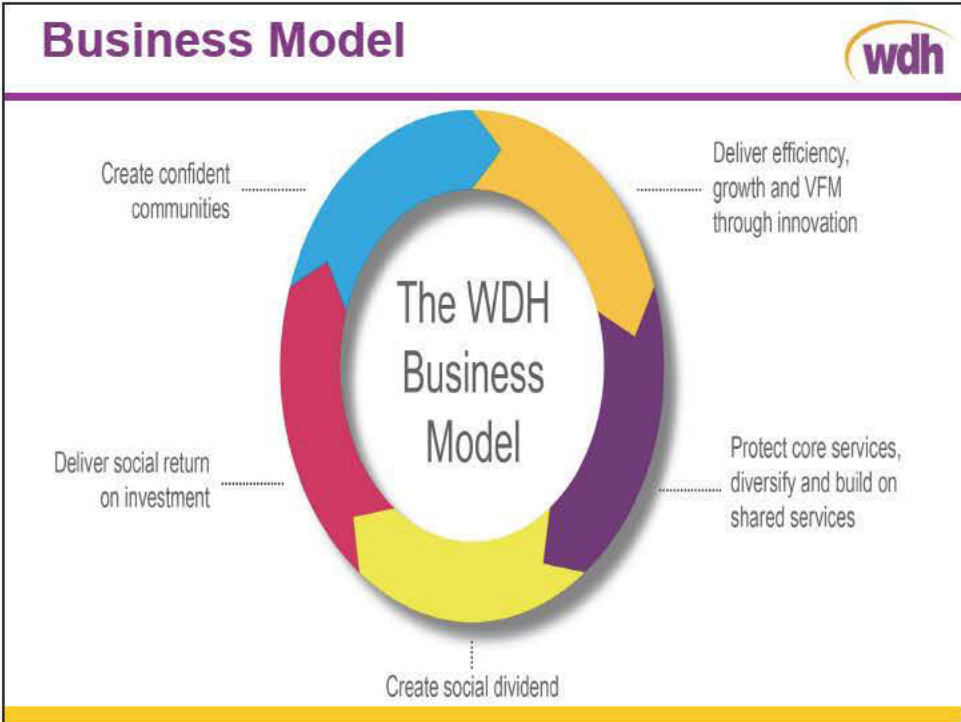 Business Model
wdh
Create confident
communities
Deliver efficiency,
growth and VFM
through innovation
The WDH
Business
Model
Deliver social return
on investment
Protect core services,
diversify and build on
shared services
Create social dividend